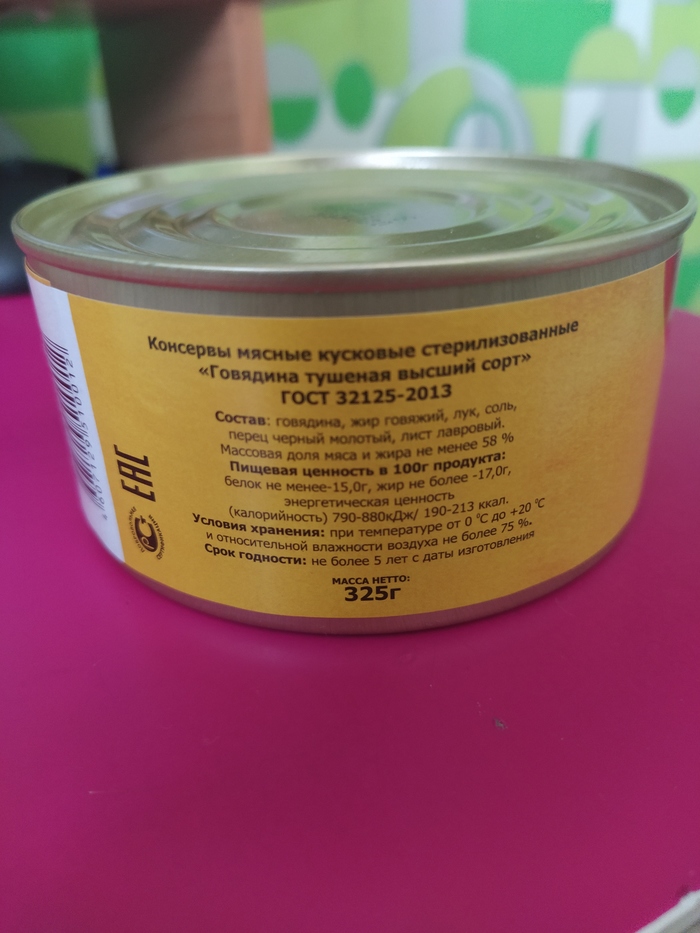 Консервы мясные кусковые стерилизованные
«Говядина тушеная высший сорт»
ГОСТ 32125-2013
Состав: говядина, жир говяжий, лук, соль,
перец черный молотый, лист лавровый.
Массовая доля мяса и жира не менее 58 %
Пищевая ценность в 100г продукта:
белок не менее-15,0г, жир не более -17,0г,
энергетическая ценность
(калорийность) 790-880кДж/ 190-213 ккал.
Условия хранения: при температуре от 0 ℃ до +20 ℃
и относительной влажности воздуха не более 75 %.
Срок годности: не более 5 лет с даты изготовления
МАССА НЕТТО:
325г
ЕАС